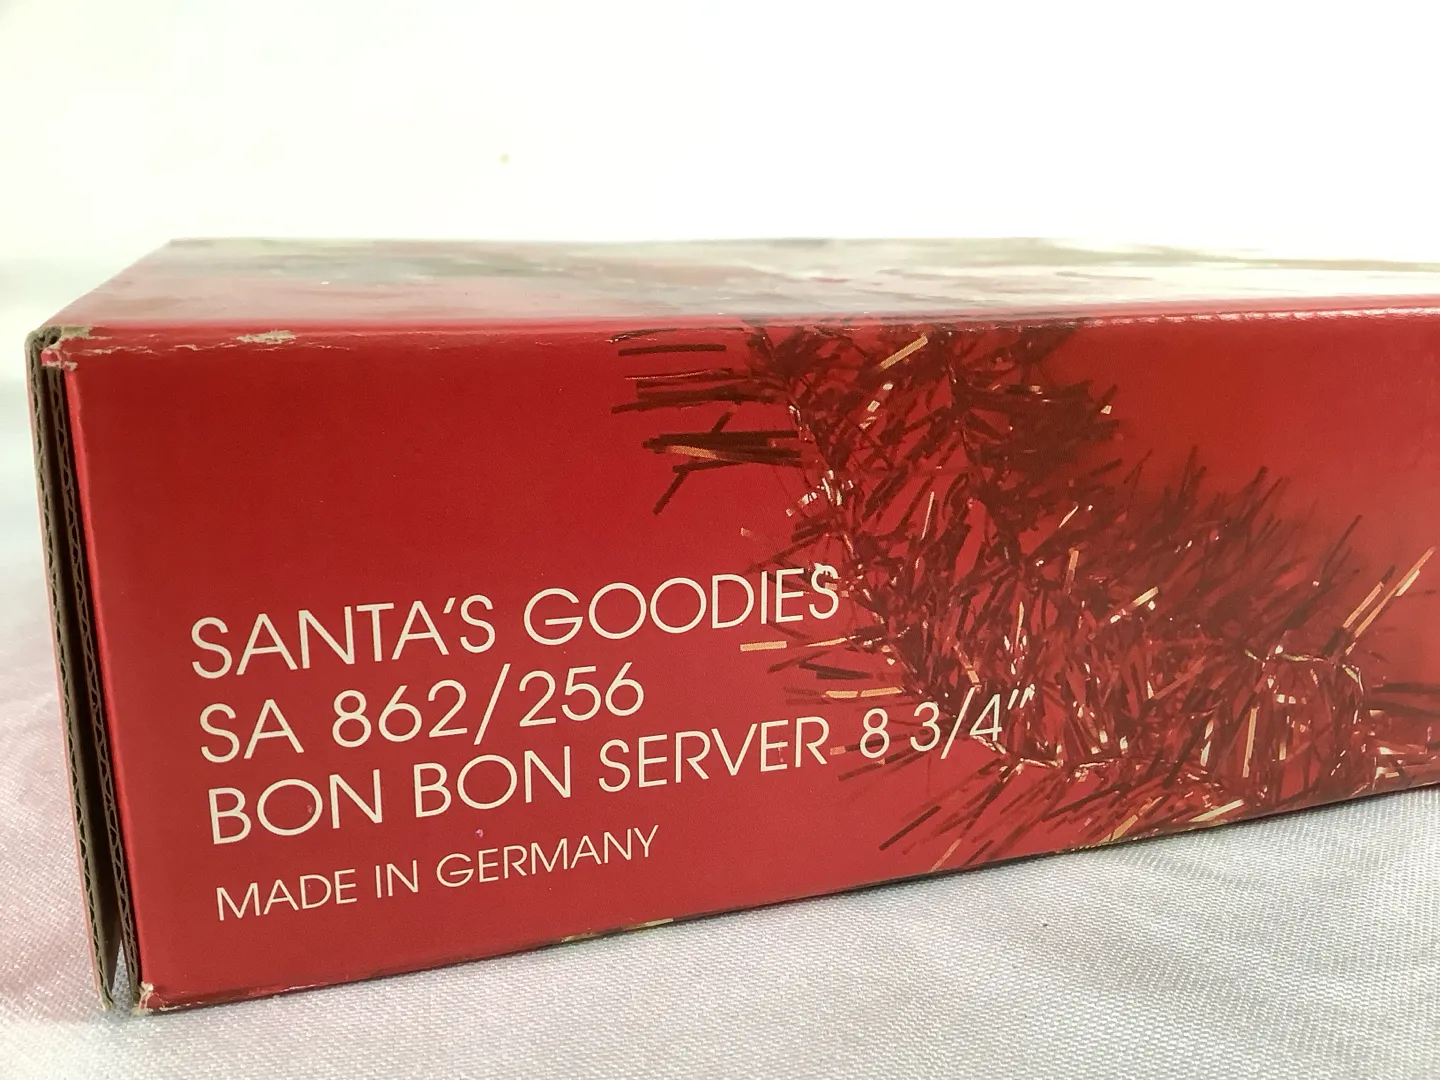 SANTA'S GOODIES
SA 862/256
BON BON SERVER 8 3/4"
MADE IN GERMANY